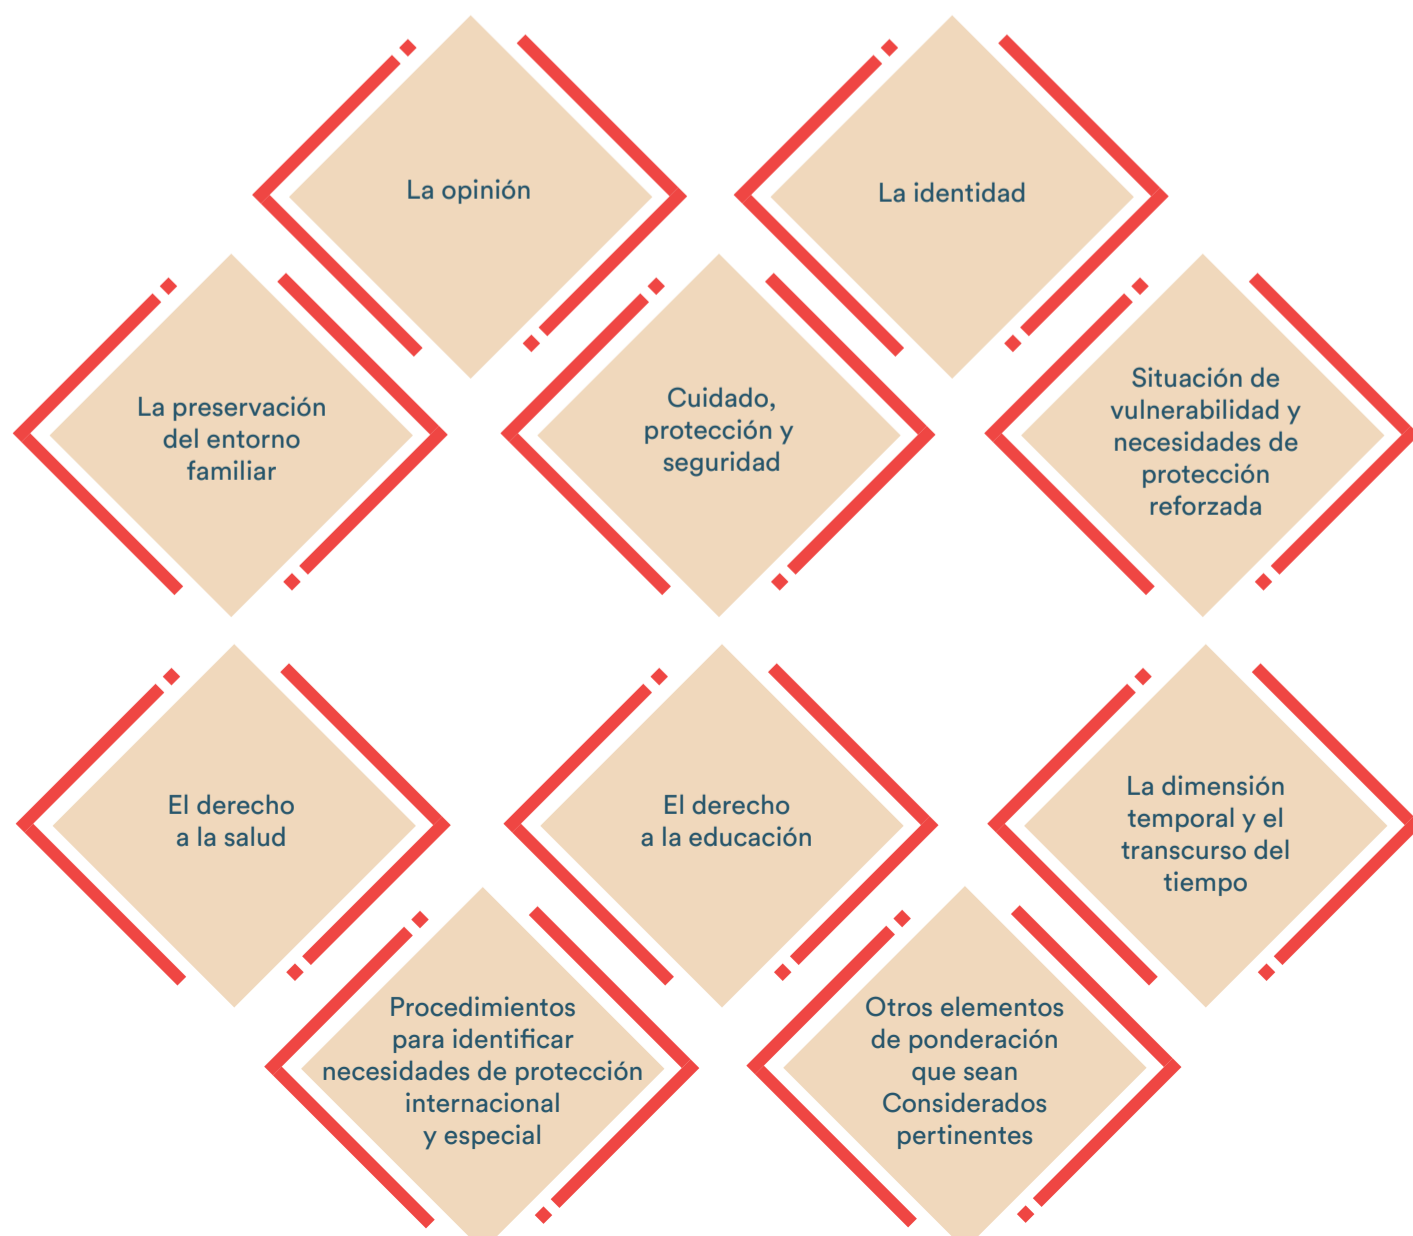 La opinión
La identidad
La preservación
del entorno
familiar
Cuidado,
protección y
seguridad
Situación de
vulnerabilidad y
necesidades de
protección
reforzada
El derecho
a la salud
El derecho
a la educación
La dimensión
temporal y el
transcurso del
tiempo
Procedimientos
para identificar
necesidades de protección
internacional
y especial
Otros elementos
de ponderación
que sean
Considerados
pertinentes